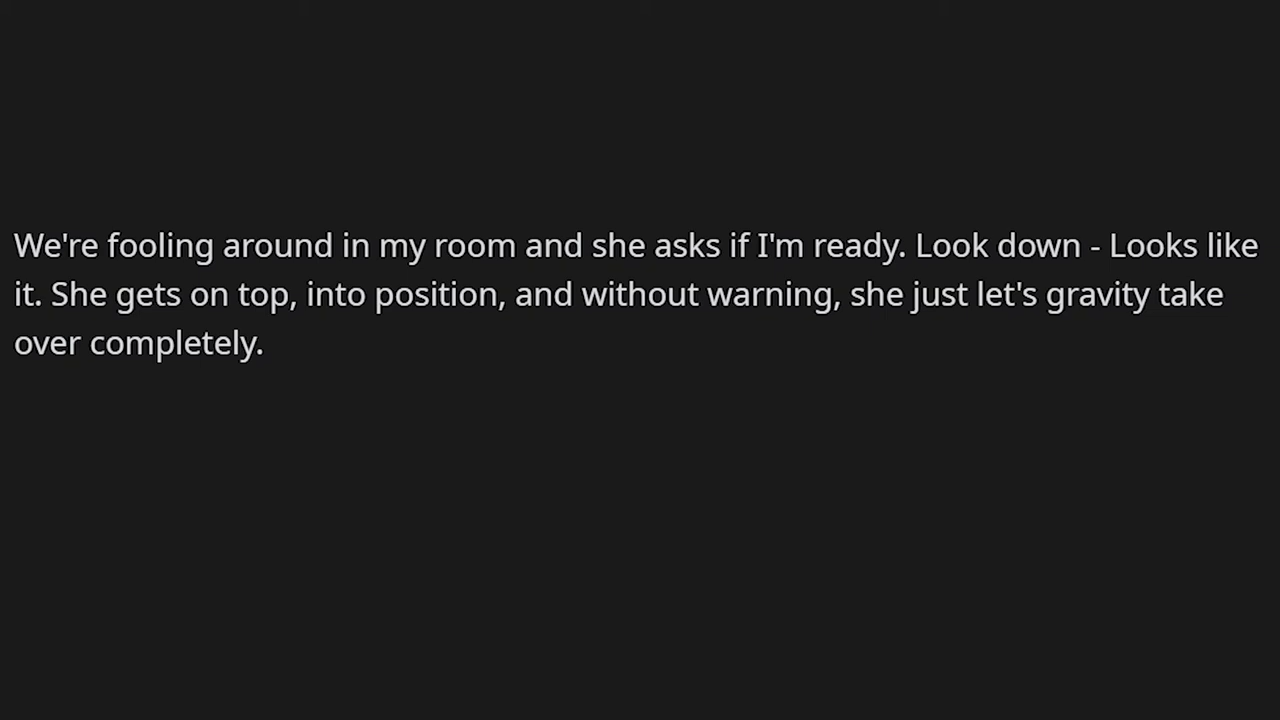 We're fooling around in my room and she asks if I'm ready. Look down - Looks like
it. She gets on top, into position, and without warning, she just let's gravity take
over completely.